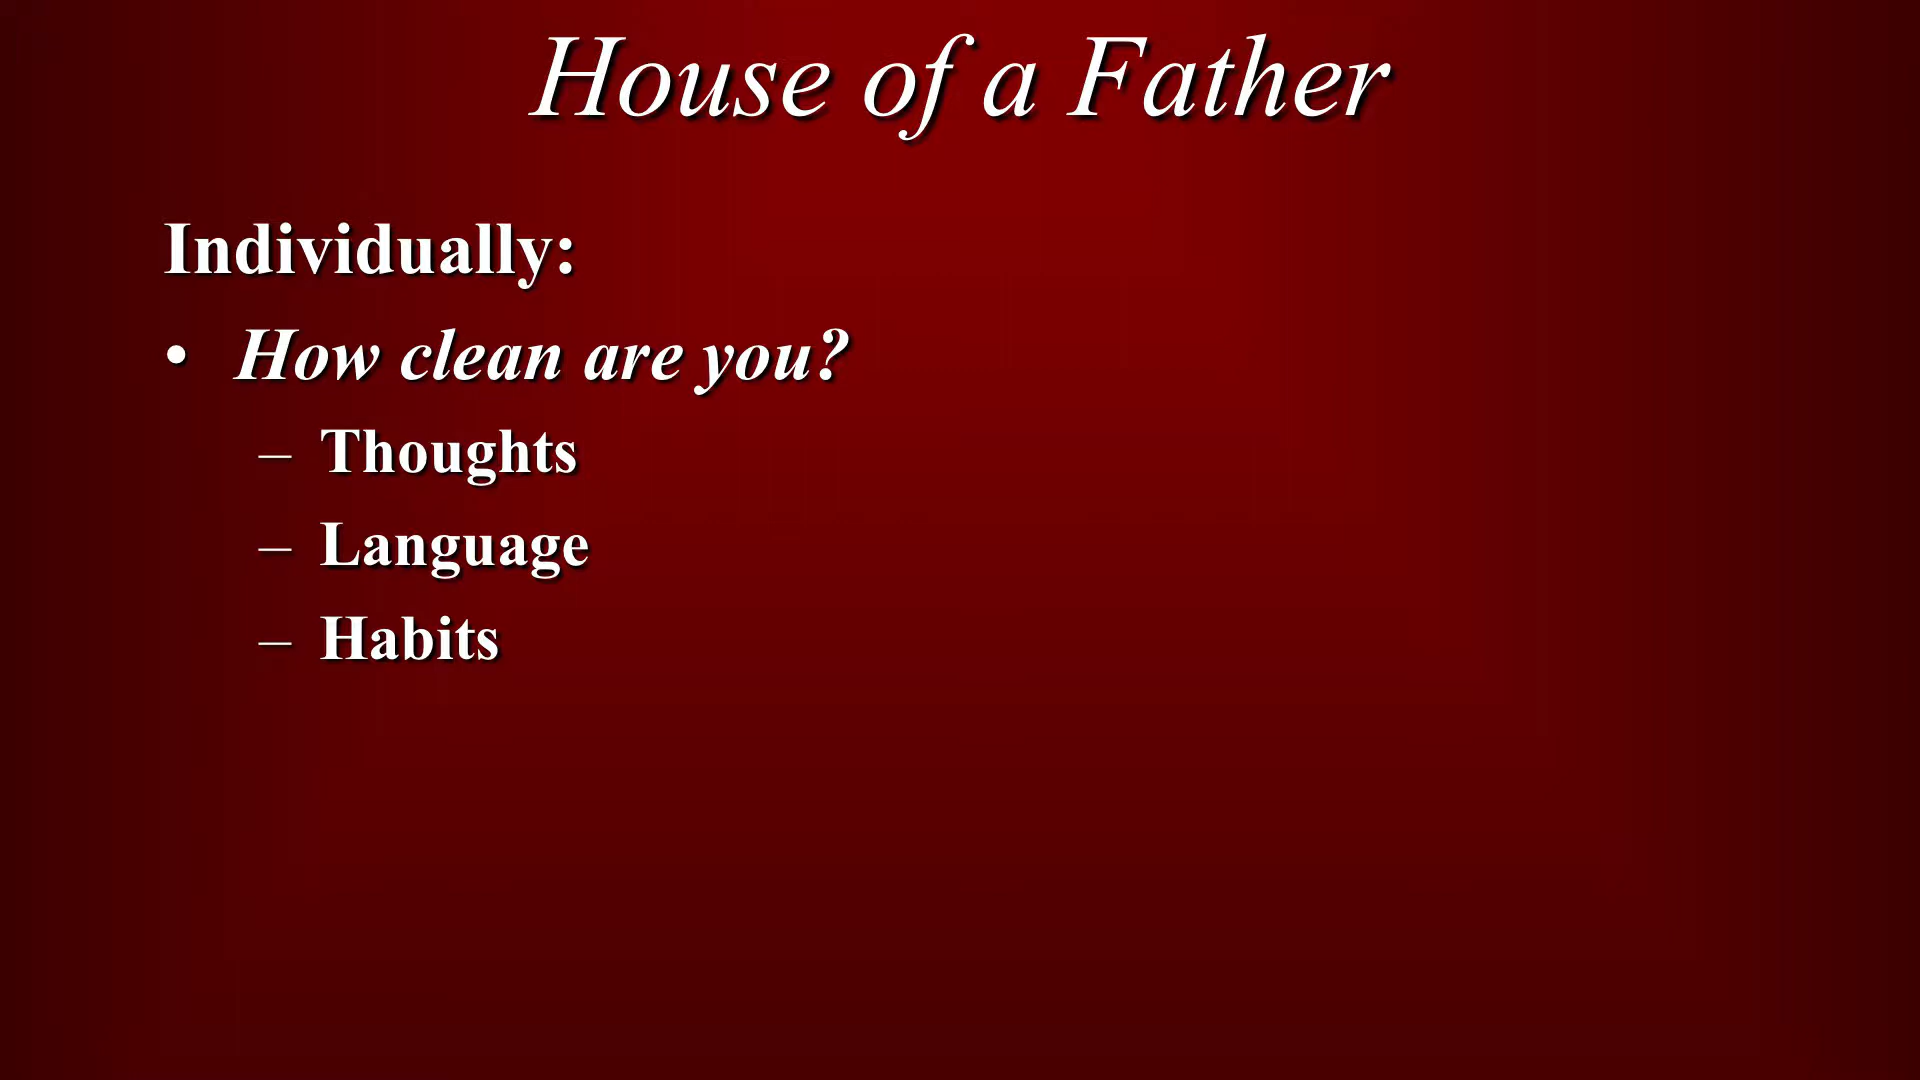 House of a Father
Individually:
• How clean are you?
– Thoughts
– Language
– Habits